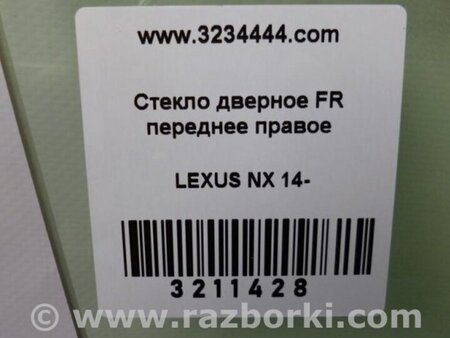 www.3234444.com
Стекло дверное FR
переднее правое
LEXUS NX 14-
3211428
© www.razborki.com